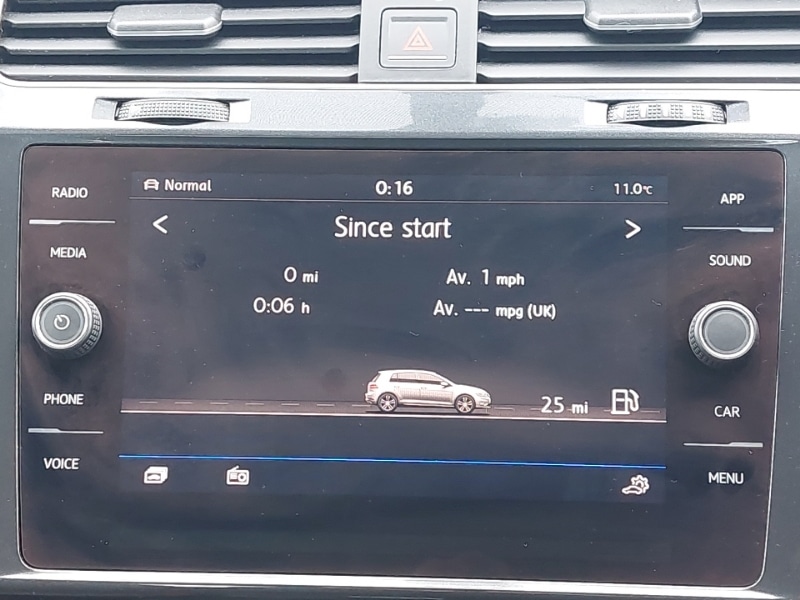 RADIO
MEDIA
PHONE
VOICE
Normal 0:16 11.0°C
< Since start >
0 mi Av. 1 mph
0:06 h Av. --- mpg (UK)
25 mi
APP
SOUND
CAR
MENU